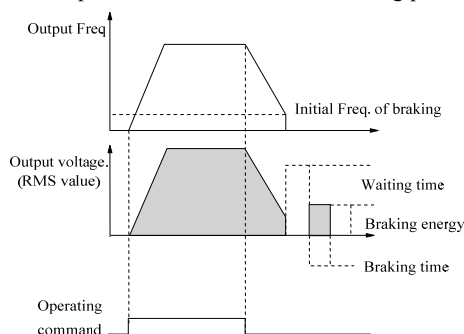 Output Freq
Initial Freq. of braking
Output voltage.
(RMS value)
Waiting time
Braking energy
Braking time
Operating
command